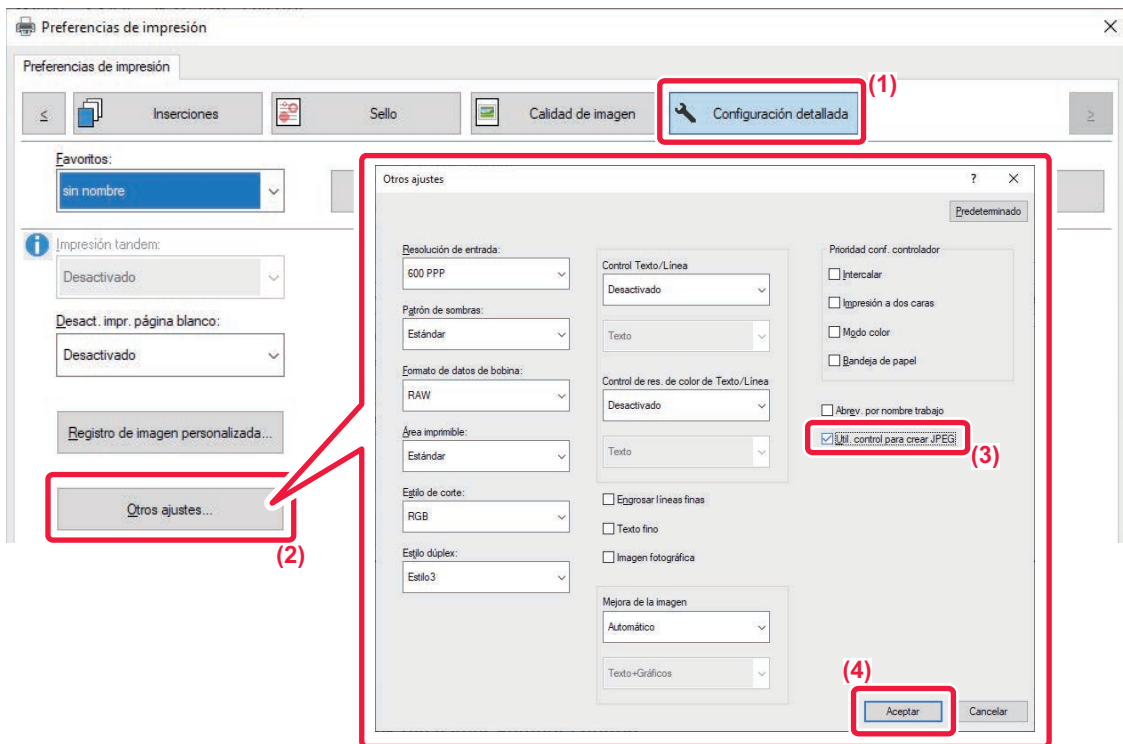 Preferencias de impresión
Preferencias de impresión
(1)
<
Inserciones
Sello
Calidad de imagen
Configuración detallada
>
Favoritos:
sin nombre
Impresión tandem:
Desactivado
Desact. impr. página blanco:
Desactivado
Registro de imagen personalizada...
Otros ajustes...
(2)
Otros ajustes
?
Predeterminado
Resolución de entrada:
600 PPP
Patrón de sombras:
Estándar
Formato de datos de bobina:
RAW
Área imprimible:
Estándar
Estilo de corte:
RGB
Estilo dúplex:
Estilo3
Control Texto/Línea
Desactivado
Texto
Control de res. de color de Texto/Línea
Desactivado
Texto
Engrosar líneas finas
Texto fino
Imagen fotográfica
Mejora de la imagen
Automático
Texto+Gráficos
Prioridad conf. controlador
Intercalar
Impresión a dos caras
Modo color
Bandeja de papel
Abrev. por nombre trabajo
Util. control para crear JPEG
(3)
(4)
Aceptar
Cancelar